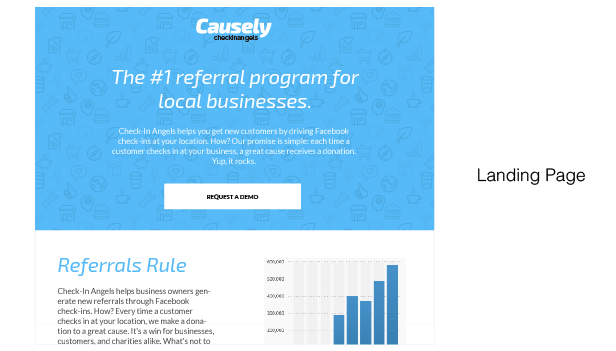 Causely
checkinangels
The #1 referral program for
local businesses.
Check-In Angels helps you get new customers by driving Facebook
check-ins at your location. How? Our promise is simple: each time a
customer checks in at your business, a great cause receives a donation.
Yup, it rocks.
REQUEST A DEMO
Landing Page
Referrals Rule
Check-In Angels helps business owners gen-
erate new referrals through Facebook
check-ins. How? Every time a customer
checks in at your location, we make a dona-
tion to a great cause. It's a win for businesses,
customers, and charities alike. What's not to
600,000
500,000
400,000
300,000
200,000